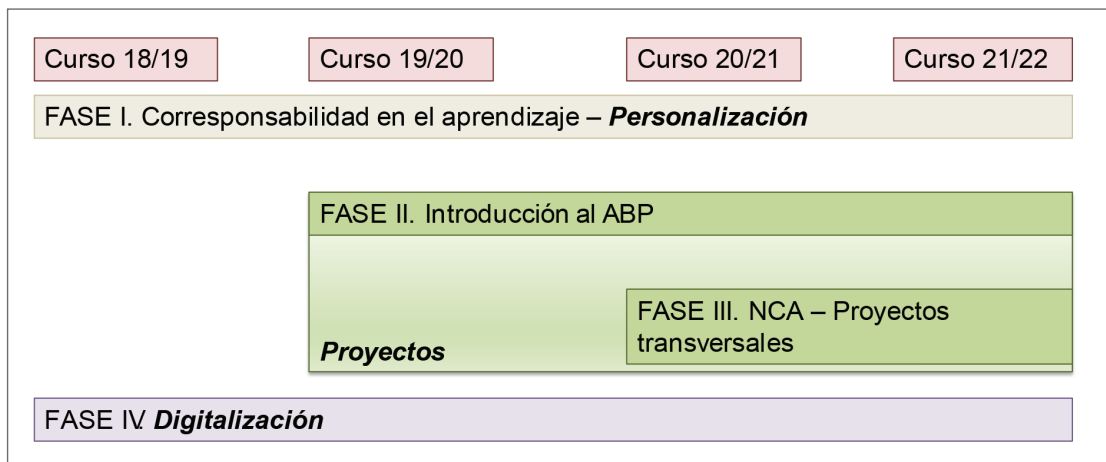 Curso 18/19
Curso 19/20
Curso 20/21
Curso 21/22
FASE I. Corresponsabilidad en el aprendizaje – Personalización
FASE II. Introducción al ABP
FASE III. NCA – Proyectos
transversales
Proyectos
FASE IV. Digitalización